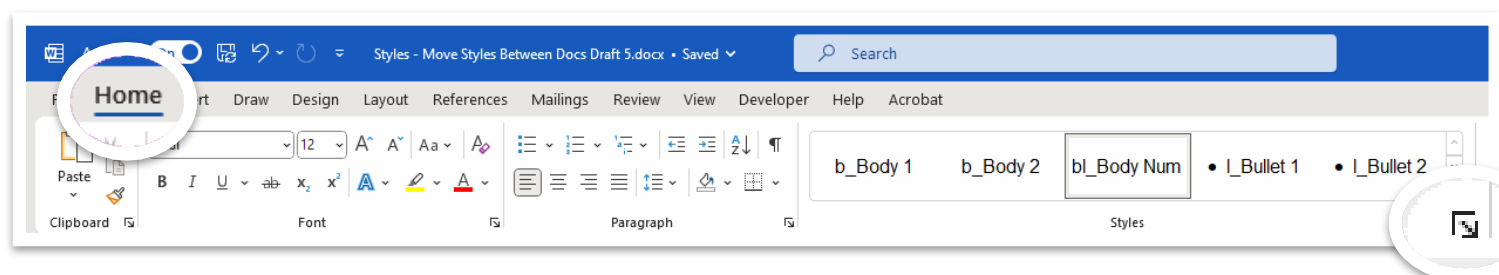 Styles - Move Styles Between Docs Draft 5.docx • Saved
Search
Home
Draw Design Layout References Mailings Review View Developer Help Acrobat
12 Aa
Paste
B I U ab x₂ x² A A
b_Body 1 b_Body 2 bl_Body Num • l_Bullet 1 • l_Bullet 2
Clipboard Font Paragraph Styles